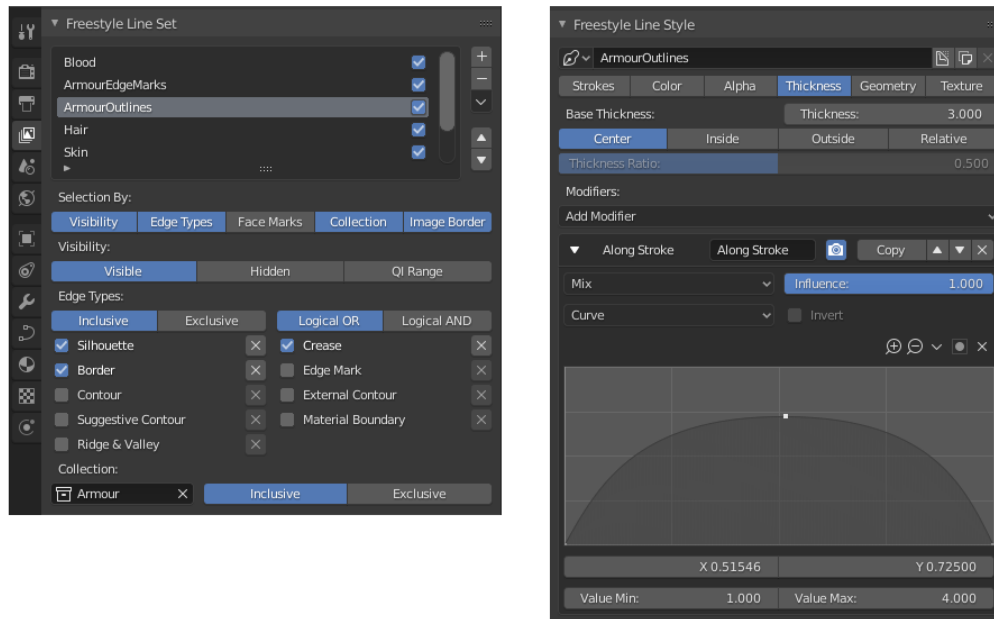 Freestyle Line Set
Blood
ArmourEdgeMarks
ArmourOutlines
Hair
Skin
Selection By:
Visibility Edge Types Face Marks Collection Image Border
Visibility:
Visible Hidden QI Range
Edge Types:
Inclusive Exclusive Logical OR Logical AND
Silhouette Crease
Border Edge Mark
Contour External Contour
Suggestive Contour Material Boundary
Ridge & Valley
Collection:
Armour Inclusive Exclusive
Freestyle Line Style
ArmourOutlines
Strokes Color Alpha Thickness Geometry Texture
Base Thickness: Thickness: 3.000
Center Inside Outside Relative
Thickness Ratio: 0.500
Modifiers:
Add Modifier
Along Stroke Along Stroke Copy
Mix Influence: 1.000
Curve Invert
X 0.51546 Y 0.72500
Value Min: 1.000 Value Max: 4.000